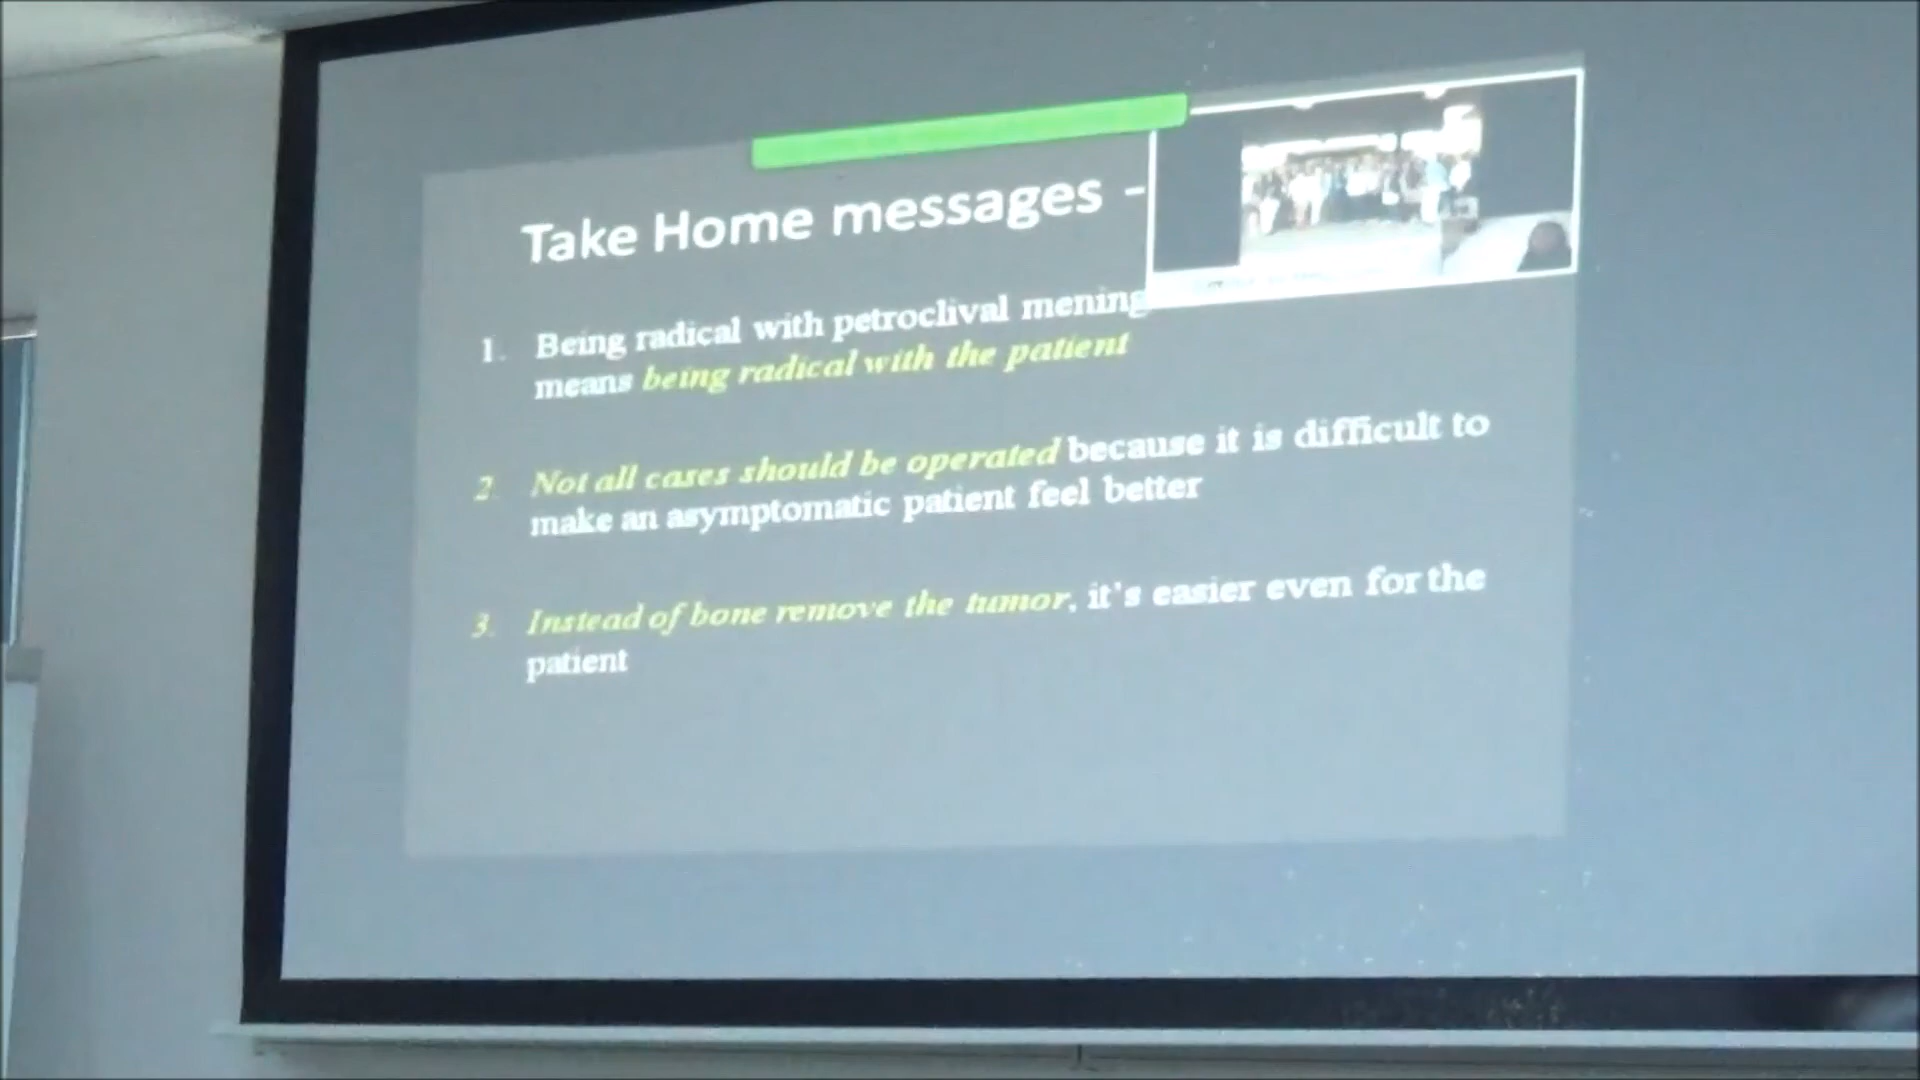 Take Home messages -
1. Being radical with petroclival mening
means being radical with the patient
2. Not all cases should be operated because it is difficult to
make an asymptomatic patient feel better
3. Instead of bone remove the tumor, it's easier even for the
patient